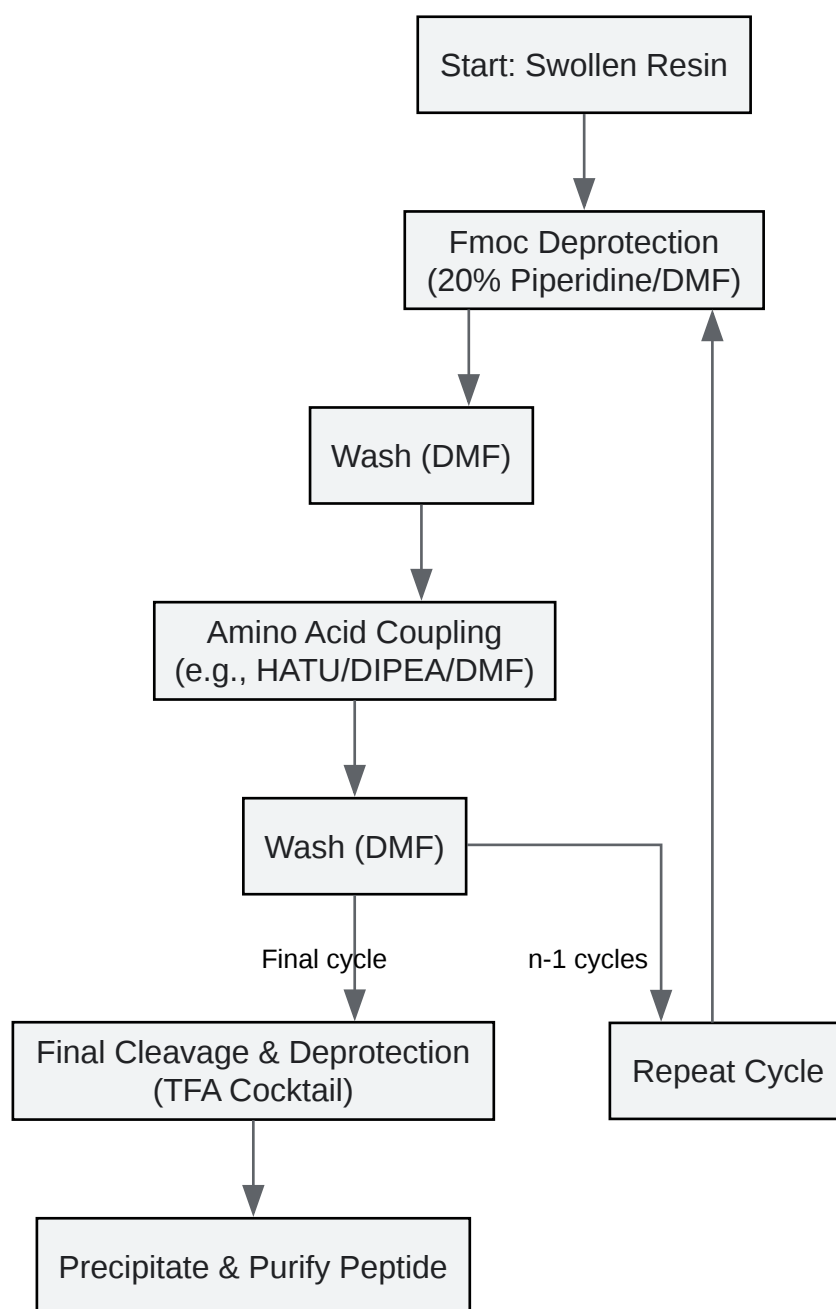 Start: Swollen Resin
Fmoc Deprotection
(20% Piperidine/DMF)
Wash (DMF)
Amino Acid Coupling
(e.g., HATU/DIPEA/DMF)
Wash (DMF)
Final cycle
n-1 cycles
Final Cleavage & Deprotection
(TFA Cocktail)
Repeat Cycle
Precipitate & Purify Peptide